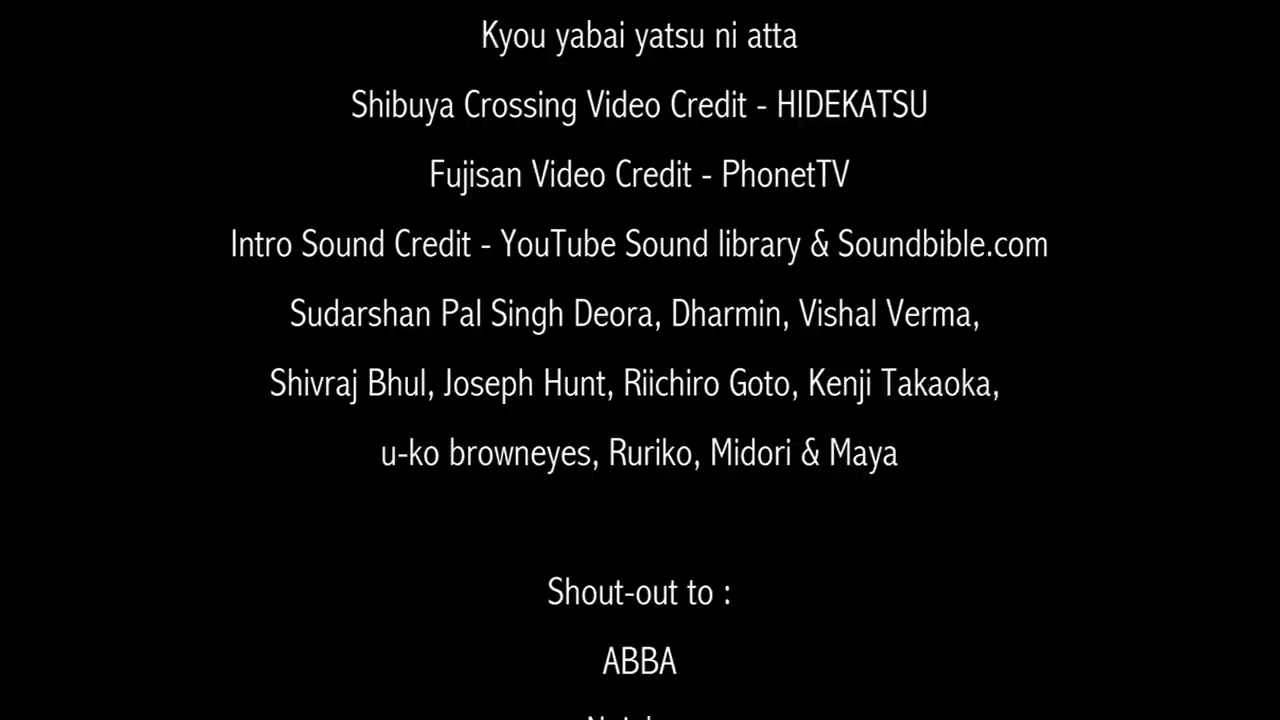 Kyou yabai yatsu ni atta
Shibuya Crossing Video Credit - HIDEKATSU
Fujisan Video Credit - PhonetTV
Intro Sound Credit - YouTube Sound library & Soundbible.com
Sudarshan Pal Singh Deora, Dharmin, Vishal Verma,
Shivraj Bhul, Joseph Hunt, Riichiro Goto, Kenji Takaoka,
u-ko browneyes, Ruriko, Midori & Maya
Shout-out to :
ABBA